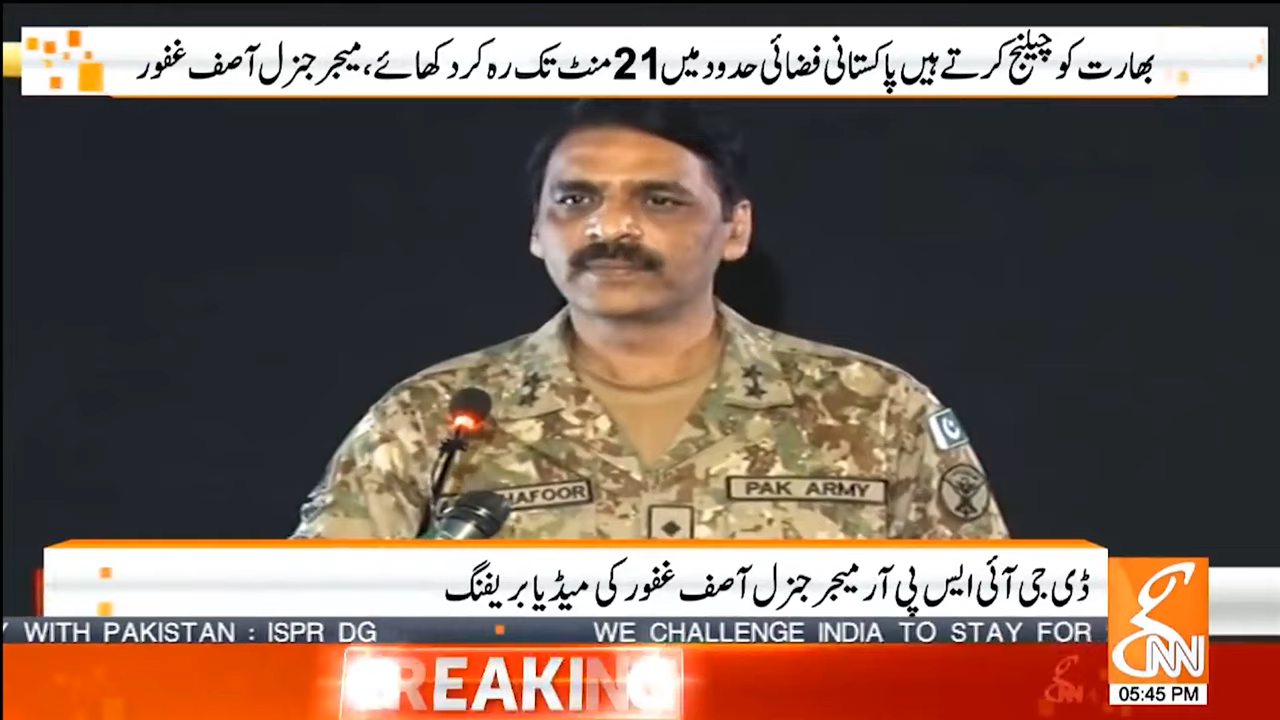 بھارت کو چیلنج کرتے ہیں پاکستانی فضائی حدود میں 21 منٹ تک رہ کر دکھائے، میجر جنرل آصف غفور
HAFOOR
PAK ARMY
ڈی جی آئی ایس پی آر میجر جنرل آصف غفور کی میڈیا بریفنگ
WITH PAKISTAN : ISPR DG
WE CHALLENGE INDIA TO STAY FOR
GNN
BREAKING
05:45 PM